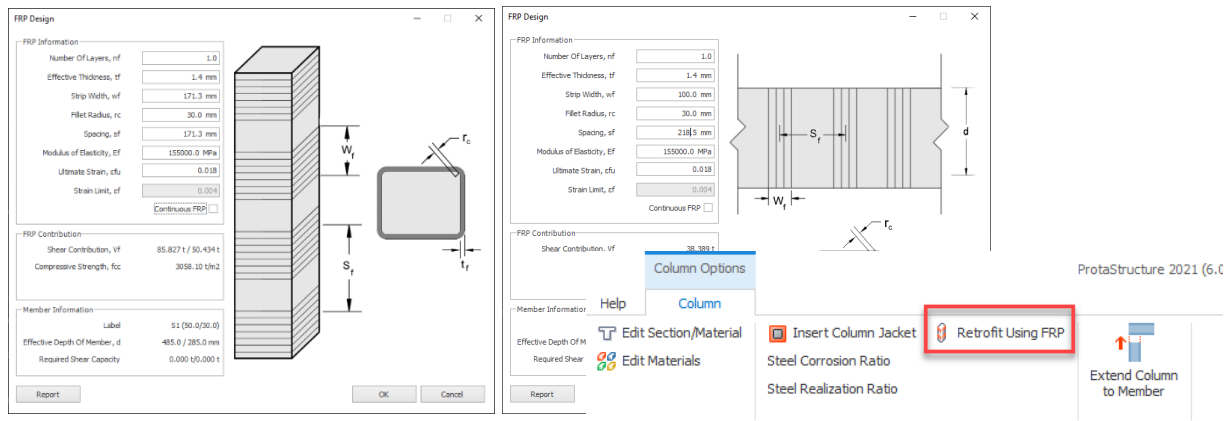 FRP Design
FRP Information
Number Of Layers, nf 1.0
Effective Thickness, tf 1.4 mm
Strip Width, wf 171.3 mm
Fillet Radius, rc 30.0 mm
Spacing, sf 171.3 mm
Modulus of Elasticity, Ef 155000.0 MPa
Ultimate Strain, εfu 0.018
Strain Limit, εf 0.004
Continuous FRP
FRP Contribution
Shear Contribution, Vf 85.827 t / 50.434 t
Compressive Strength, fcc 3058.10 t/m2
Member Information
Label S1 (50.0/30.0)
Effective Depth Of Member, d 485.0 / 285.0 mm
Required Shear Capacity 0.000 t/0.000 t
Report OK Cancel
Wf
Sf
rc
tf
FRP Design
FRP Information
Number Of Layers, nf 1.0
Effective Thickness, tf 1.4 mm
Strip Width, wf 100.0 mm
Fillet Radius, rc 30.0 mm
Spacing, sf 218.5 mm
Modulus of Elasticity, Ef 155000.0 MPa
Ultimate Strain, εfu 0.018
Strain Limit, εf 0.004
Continuous FRP
FRP Contribution
Shear Contribution, Vf 38.389 t
Member Information
Effective Depth Of M
Required Shear
Report
Sf
d
Wf
rc
Column Options
ProtaStructure 2021 (6.0
Help Column
Edit Section/Material
Edit Materials
Insert Column Jacket
Steel Corrosion Ratio
Steel Realization Ratio
Retrofit Using FRP
Extend Column
to Member